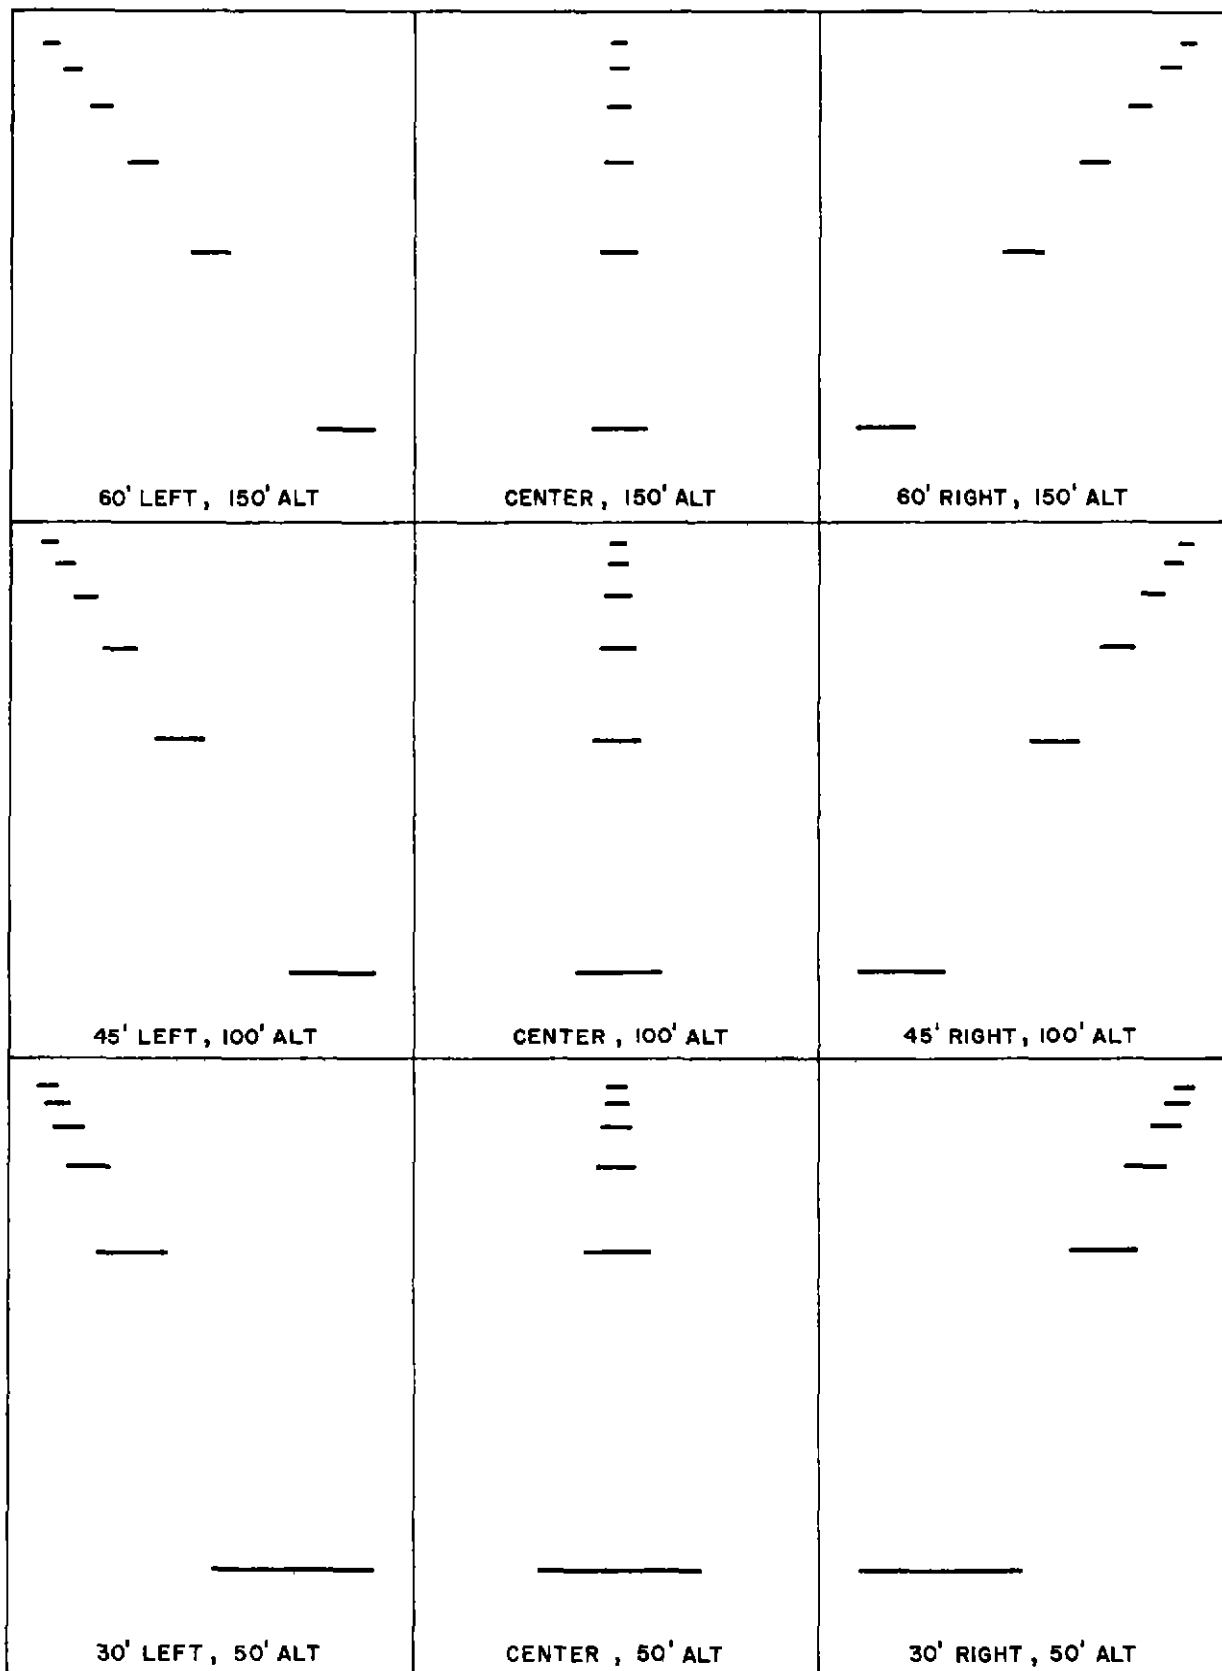 60' LEFT, 150' ALT
CENTER, 150' ALT
60' RIGHT, 150' ALT
45' LEFT, 100' ALT
CENTER, 100' ALT
45' RIGHT, 100' ALT
30' LEFT, 50' ALT
CENTER, 50' ALT
30' RIGHT, 50' ALT